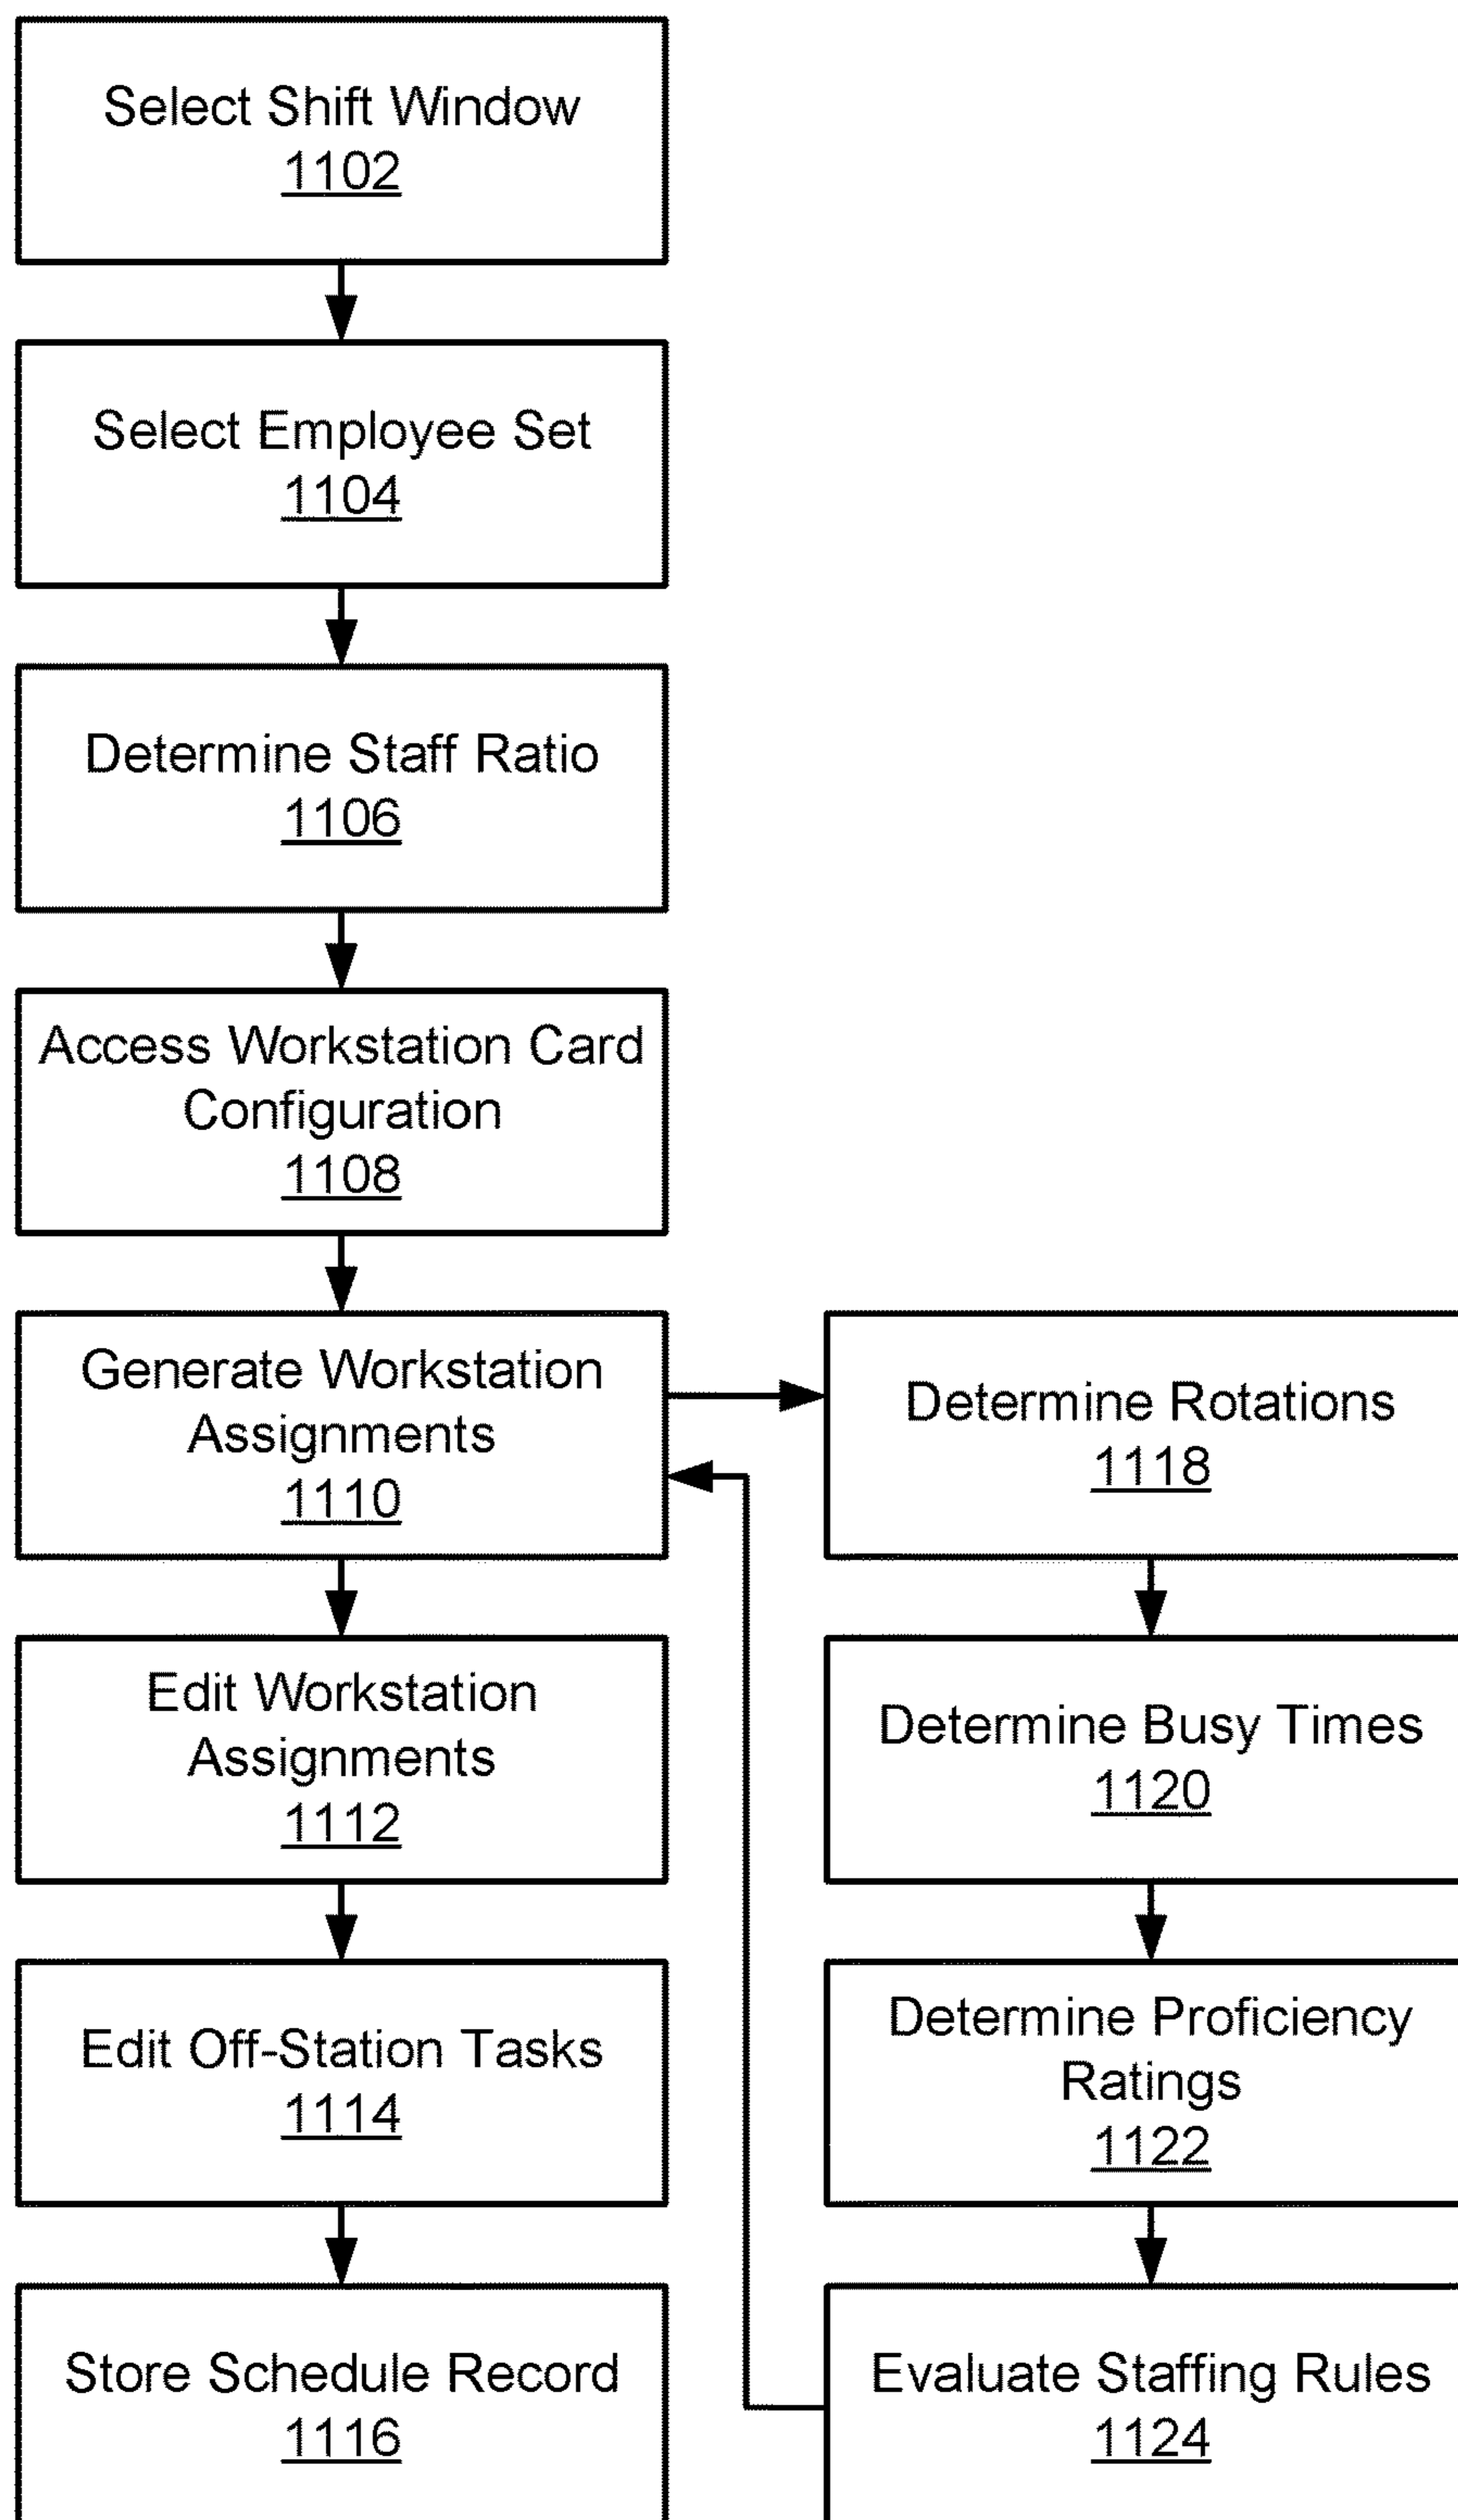 Select Shift Window
1102
Select Employee Set
1104
Determine Staff Ratio
1106
Access Workstation Card
Configuration
1108
Generate Workstation
Assignments
1110
Edit Workstation
Assignments
1112
Edit Off-Station Tasks
1114
Store Schedule Record
1116
Determine Rotations
1118
Determine Busy Times
1120
Determine Proficiency
Ratings
1122
Evaluate Staffing Rules
1124